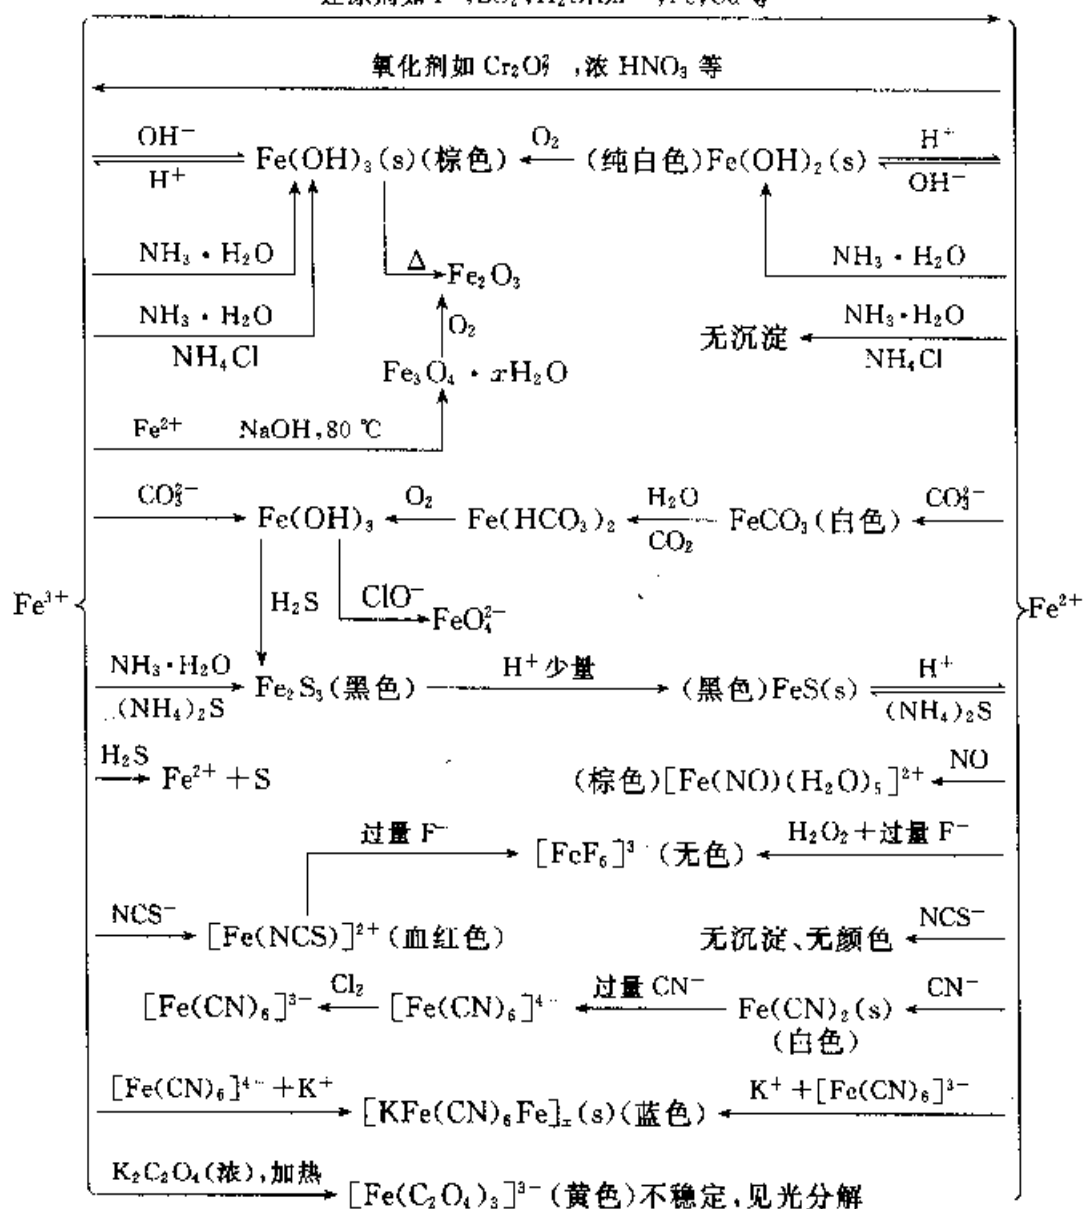 氧化剂如 Cr₂O₇²⁻,浓 HNO₃ 等
OH⁻
H⁺
Fe(OH)₃(s)(棕色)
O₂
(纯白色)Fe(OH)₂(s)
H⁺
OH⁻
NH₃·H₂O
Δ
Fe₂O₃
NH₃·H₂O
NH₃·H₂O
NH₄Cl
O₂
无沉淀
NH₃·H₂O
NH₄Cl
Fe₃O₄·xH₂O
Fe²⁺ NaOH,80 ℃
CO₃²⁻
Fe(OH)₃
O₂
Fe(HCO₃)₂
H₂O
CO₂
FeCO₃(白色)
CO₃²⁻
Fe³⁺
H₂S
ClO⁻
FeO₄²⁻
Fe²⁺
NH₃·H₂O
(NH₄)₂S
Fe₂S₃(黑色)
H⁺少量
(黑色)FeS(s)
H⁺
(NH₄)₂S
H₂S
Fe²⁺+S
(棕色)[Fe(NO)(H₂O)₅]²⁺
NO
过量 F⁻
[FeF₆]³⁻(无色)
H₂O₂+过量 F⁻
NCS⁻
[Fe(NCS)]²⁺(血红色)
无沉淀、无颜色
NCS⁻
[Fe(CN)₆]³⁻
Cl₂
[Fe(CN)₆]⁴⁻
过量 CN⁻
Fe(CN)₂(s)
(白色)
CN⁻
[Fe(CN)₆]⁴⁻+K⁺
[KFe(CN)₆Fe]ₓ(s)(蓝色)
K⁺+[Fe(CN)₆]³⁻
K₂C₂O₄(浓),加热
[Fe(C₂O₄)₃]³⁻(黄色)不稳定,见光分解